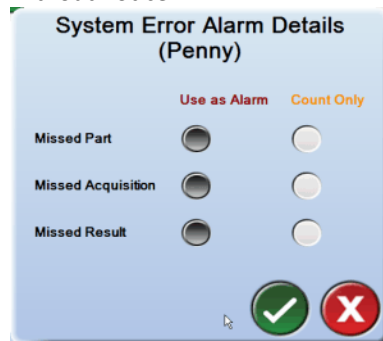 System Error Alarm Details
(Penny)
Use as Alarm Count Only
Missed Part
Missed Acquisition
Missed Result